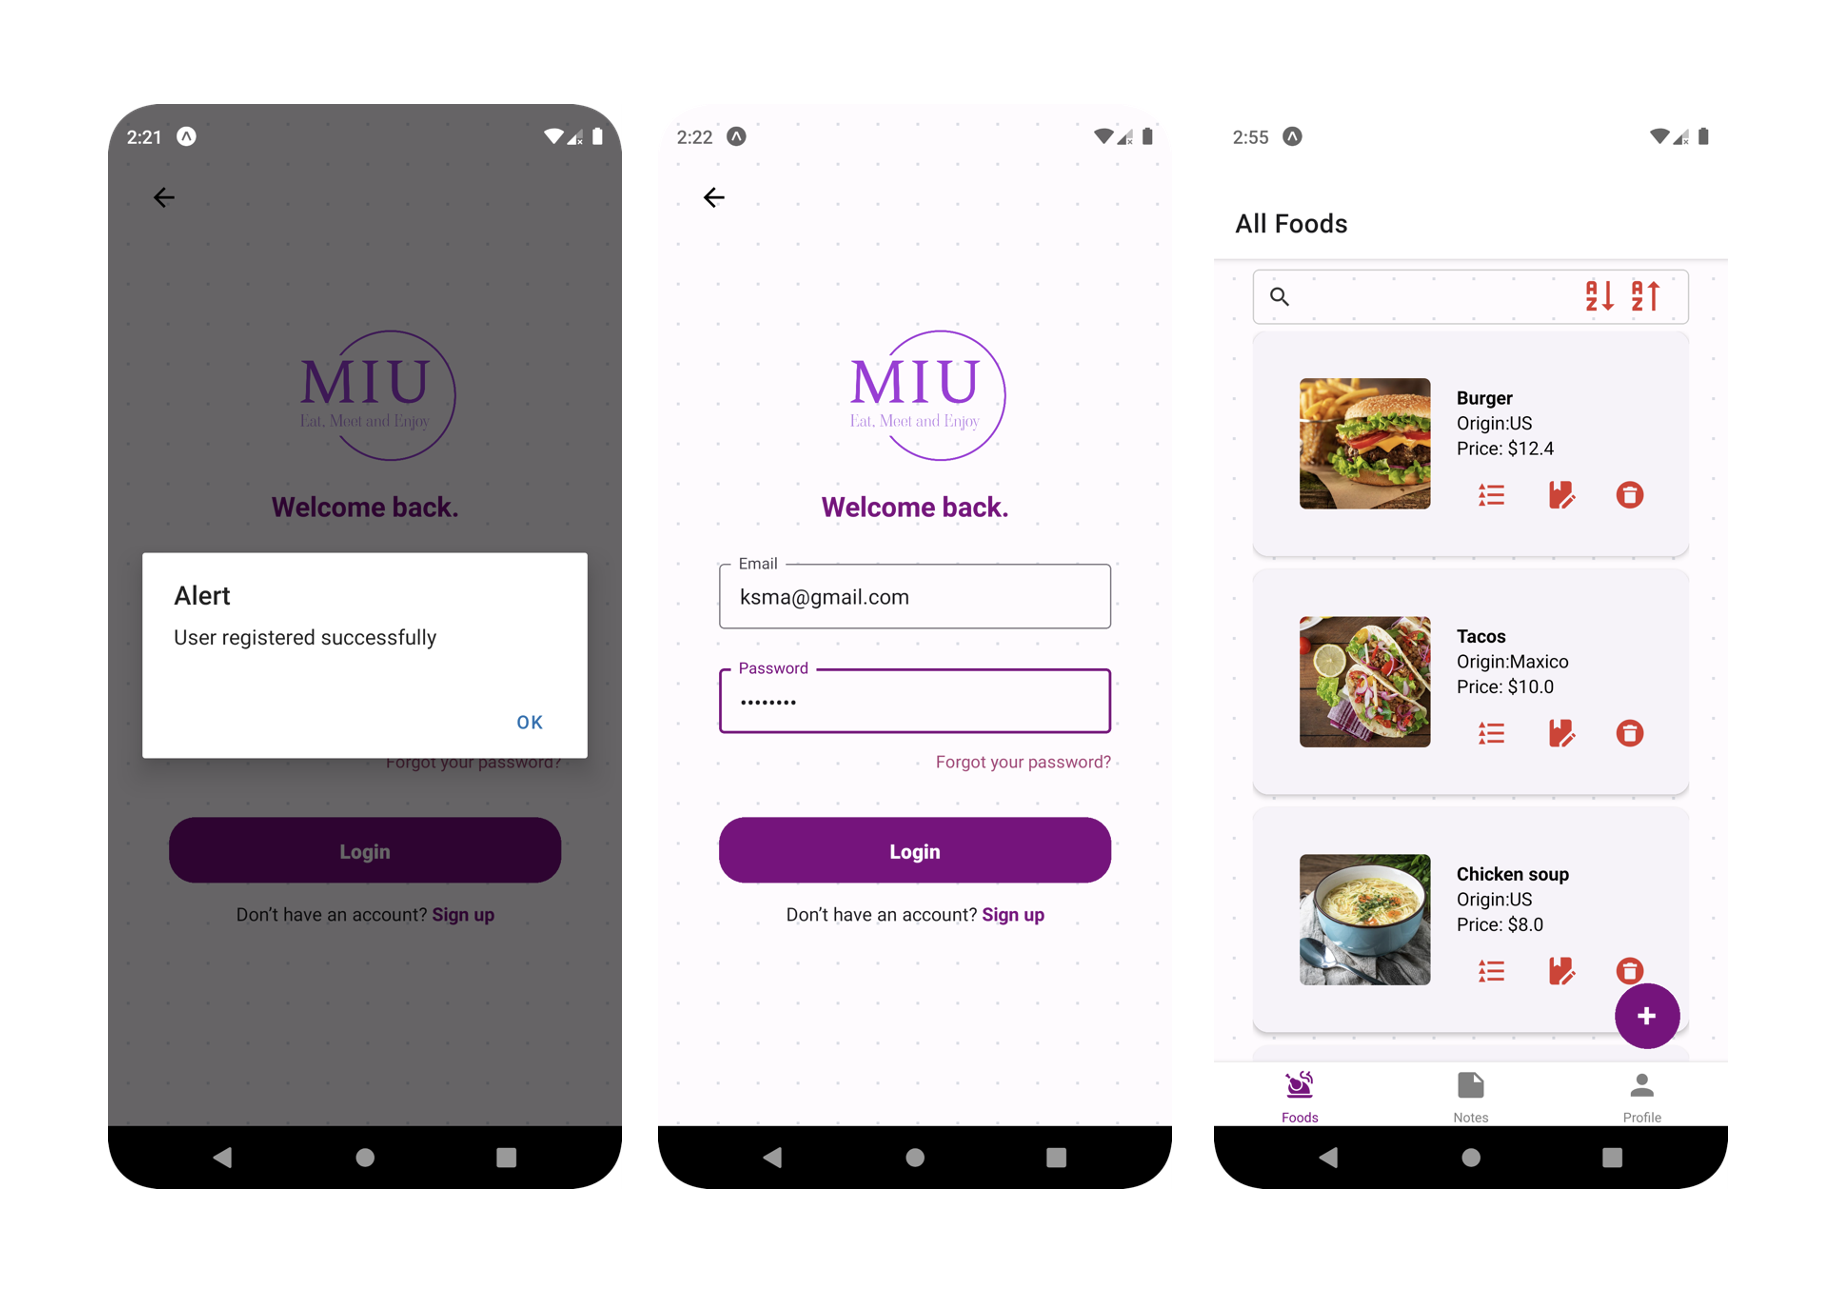 2:21
MIU
Eat, Meet and Enjoy
Welcome back.
Alert
User registered successfully
OK
Forgot your password?
Login
Don't have an account? Sign up
2:22
MIU
Eat, Meet and Enjoy
Welcome back.
Email
ksma@gmail.com
Password
••••••••
Forgot your password?
Login
Don't have an account? Sign up
2:55
All Foods
A
Z
A
Z
Burger
Origin:US
Price: $12.4
Tacos
Origin:Maxico
Price: $10.0
Chicken soup
Origin:US
Price: $8.0
+
Foods
Notes
Profile